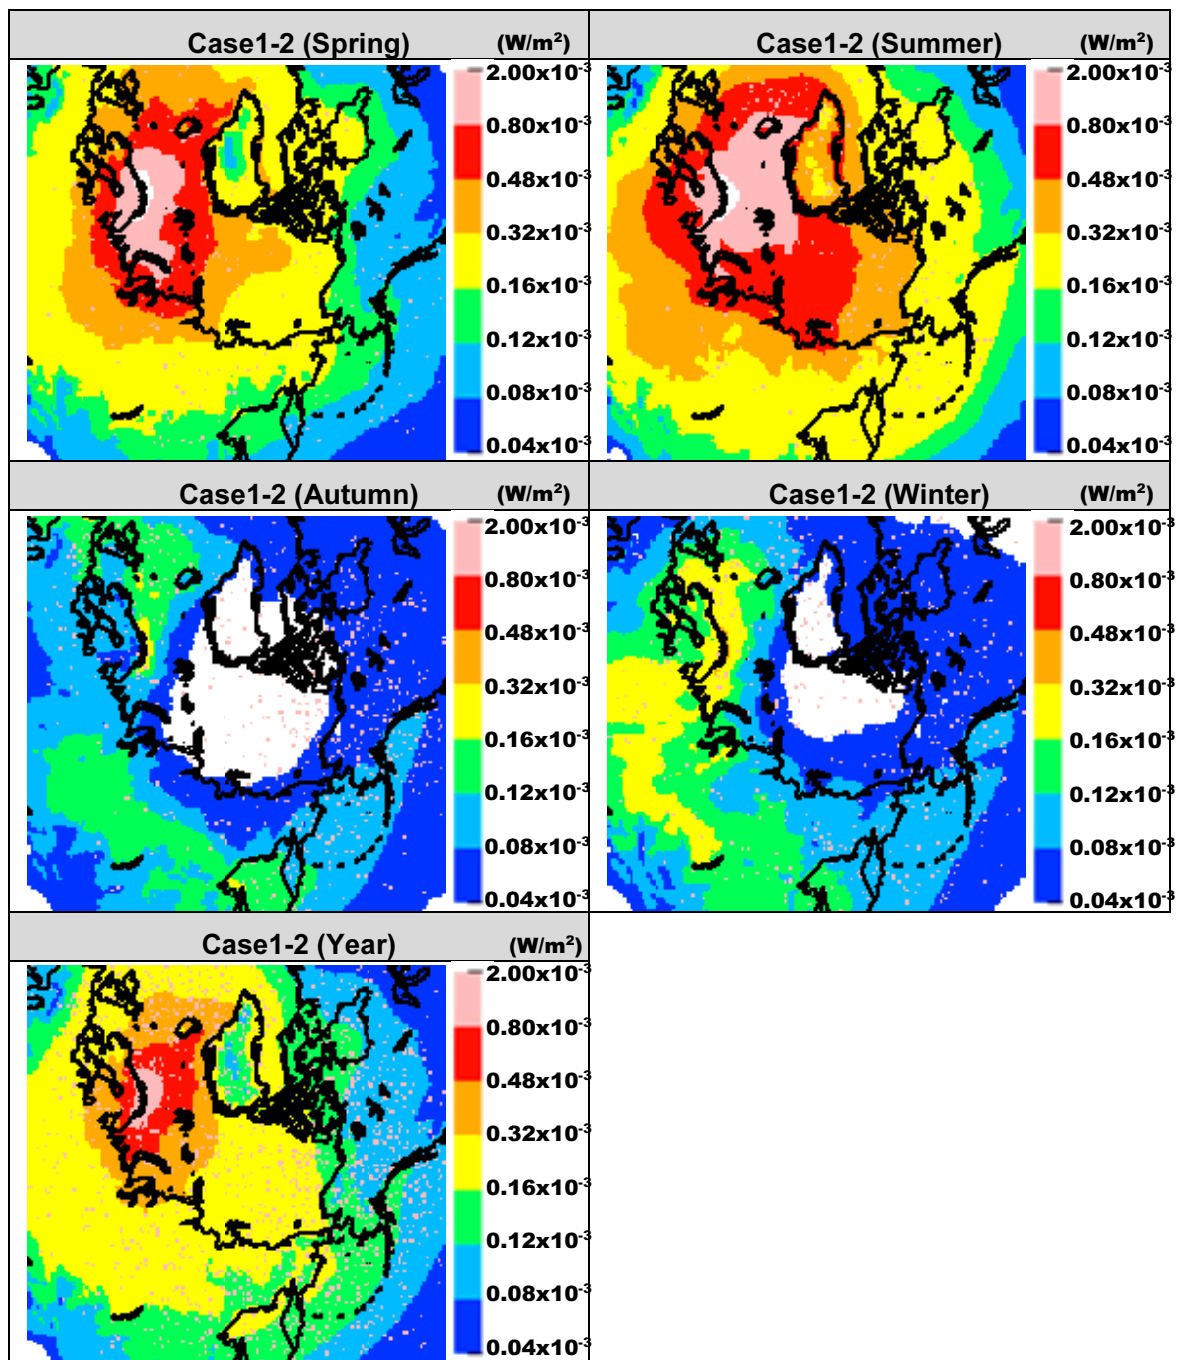 Case1-2 (Spring) (W/m²) Case1-2 (Summer) (W/m²)
2.00x10⁻³ 2.00x10⁻³
0.80x10⁻³ 0.80x10⁻³
0.48x10⁻³ 0.48x10⁻³
0.32x10⁻³ 0.32x10⁻³
0.16x10⁻³ 0.16x10⁻³
0.12x10⁻³ 0.12x10⁻³
0.08x10⁻³ 0.08x10⁻³
0.04x10⁻³ 0.04x10⁻³
Case1-2 (Autumn) (W/m²) Case1-2 (Winter) (W/m²)
2.00x10⁻³ 2.00x10⁻³
0.80x10⁻³ 0.80x10⁻³
0.48x10⁻³ 0.48x10⁻³
0.32x10⁻³ 0.32x10⁻³
0.16x10⁻³ 0.16x10⁻³
0.12x10⁻³ 0.12x10⁻³
0.08x10⁻³ 0.08x10⁻³
0.04x10⁻³ 0.04x10⁻³
Case1-2 (Year) (W/m²)
2.00x10⁻³
0.80x10⁻³
0.48x10⁻³
0.32x10⁻³
0.16x10⁻³
0.12x10⁻³
0.08x10⁻³
0.04x10⁻³